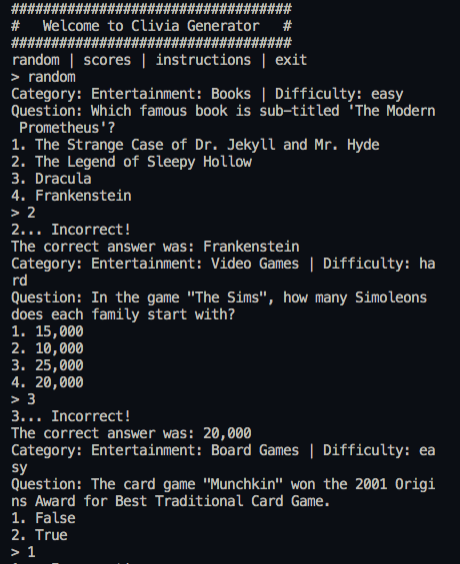 ###################################
#   Welcome to Clivia Generator   #
###################################
random | scores | instructions | exit
> random
Category: Entertainment: Books | Difficulty: easy
Question: Which famous book is sub-titled 'The Modern
 Prometheus'?
1. The Strange Case of Dr. Jekyll and Mr. Hyde
2. The Legend of Sleepy Hollow
3. Dracula
4. Frankenstein
> 2
2... Incorrect!
The correct answer was: Frankenstein
Category: Entertainment: Video Games | Difficulty: ha
rd
Question: In the game "The Sims", how many Simoleons
does each family start with?
1. 15,000
2. 10,000
3. 25,000
4. 20,000
> 3
3... Incorrect!
The correct answer was: 20,000
Category: Entertainment: Board Games | Difficulty: ea
sy
Question: The card game "Munchkin" won the 2001 Origi
ns Award for Best Traditional Card Game.
1. False
2. True
> 1